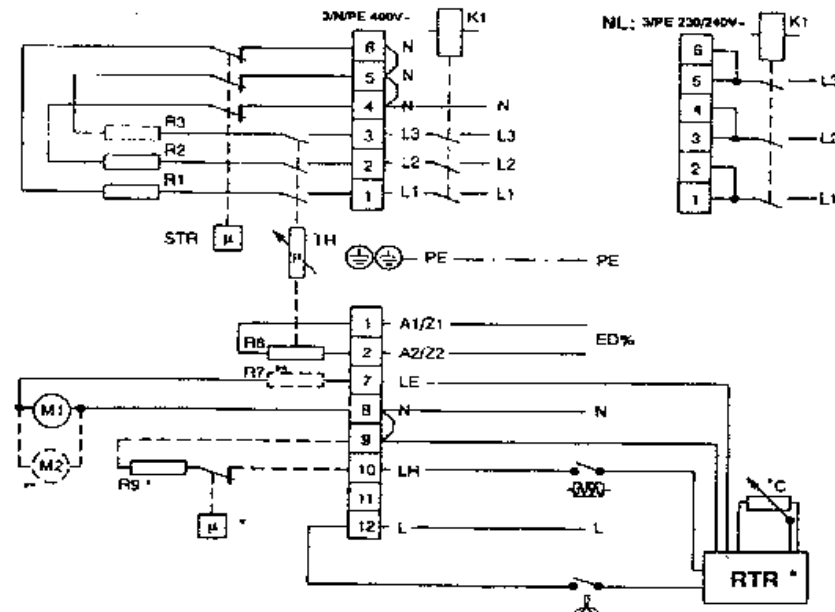 3/N/PE 400V~ K1
NL: 3/PE 230/240V~ K1
6 N
5 N
4 N N
R3 3 L3 L3
R2 2 L2 L2
R1 1 L1 L1
6
5 L3
4
3 L2
2
1 L1
STR μ TH
PE PE
1 A1/Z1
ED%
R8 2 A2/Z2
R7 7 LE
M1 8 N N
9
M2 10 LH
R9 *
11
μ *
12 L L
°C
RTR *